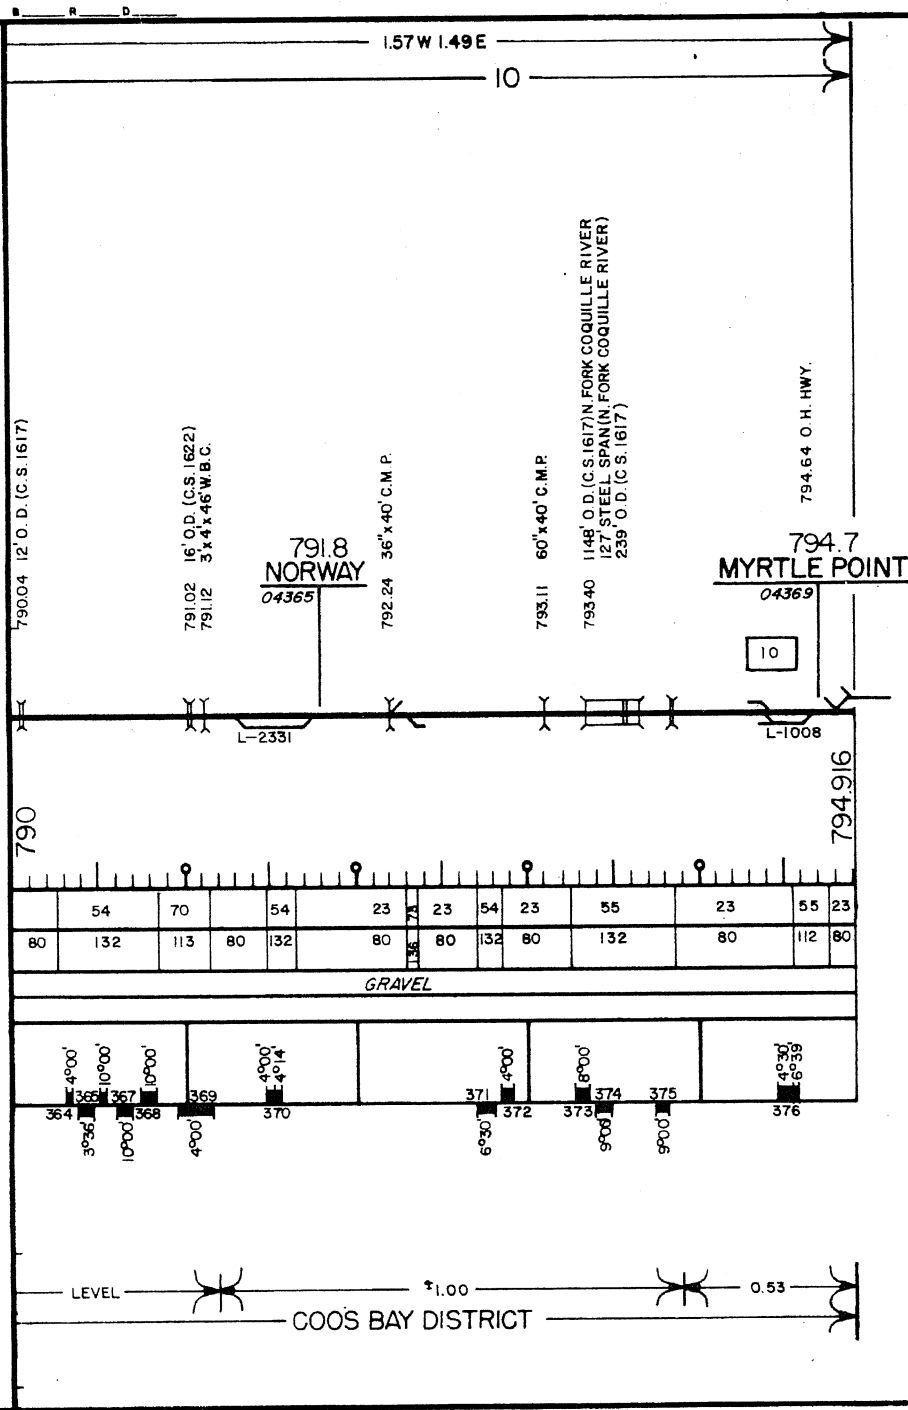 B R D
1.57 W 1.49 E
10
790.04 12' O.D. (C.S. 1617)
791.02 16' O.D. (C.S. 1622)
791.12 3'x4'x46' W.B.C.
791.8
NORWAY
04365
792.24 36"x40' C.M.P.
793.11 60"x40' C.M.P.
793.40 1148' O.D. (C.S. 1617) N. FORK COQUILLE RIVER
127' STEEL SPAN (N. FORK COQUILLE RIVER)
239' O.D. (C.S. 1617)
794.64 O.H. HWY.
794.7
MYRTLE POINT
04369
10
L-2331
L-1008
790
794.916
54 70 54 23 73 23 54 23 55 23 55 23
80 132 113 80 132 80 136 80 132 80 132 80 112 80
GRAVEL
4°00' 10°00' 10°00' 4°00' 4°14' 4°00' 8°00' 4°30' 6°39'
365 367 369 371 374 375
364 368 370 372 373 376
3°36' 10°00' 4°00' 6°30' 9°00' 9°00'
LEVEL ±1.00 0.53
COOS BAY DISTRICT